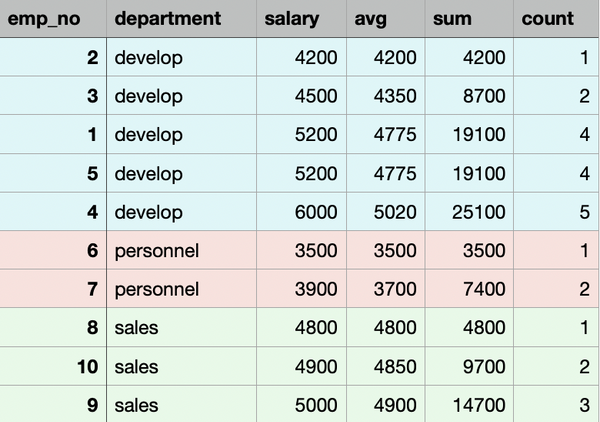 emp_no department salary avg sum count
2 develop 4200 4200 4200 1
3 develop 4500 4350 8700 2
1 develop 5200 4775 19100 4
5 develop 5200 4775 19100 4
4 develop 6000 5020 25100 5
6 personnel 3500 3500 3500 1
7 personnel 3900 3700 7400 2
8 sales 4800 4800 4800 1
10 sales 4900 4850 9700 2
9 sales 5000 4900 14700 3